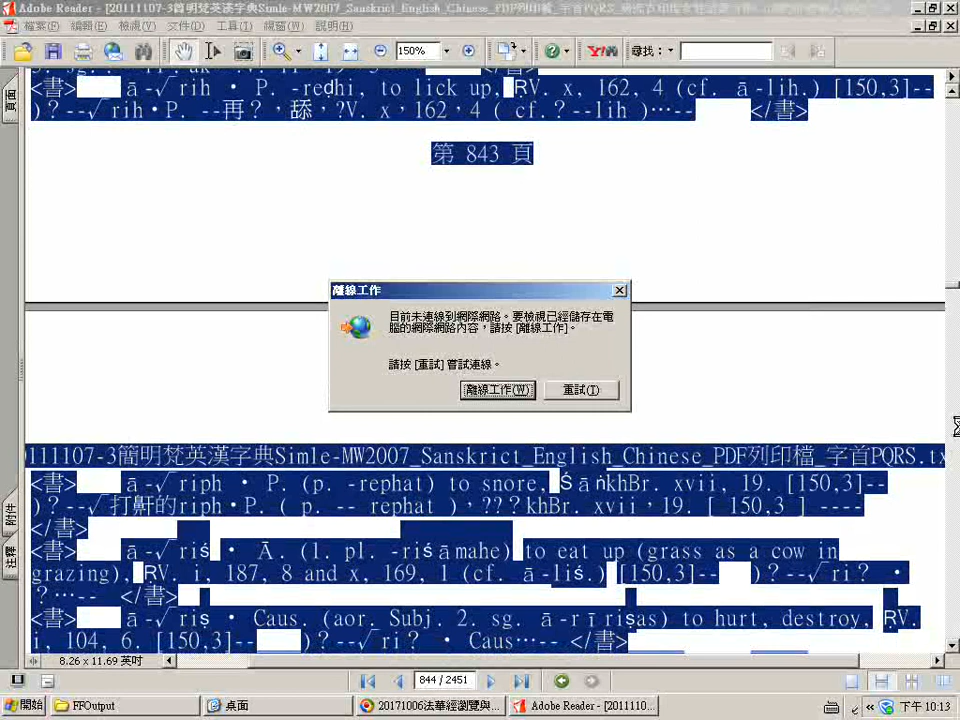 Adobe Reader - [20111107-3簡明梵英漢字典Simle-MW2007_Sanskrit_English_Chinese_PDF列印檔_字首PQRS_
檔案(F) 編輯(E) 檢視(V) 文件(D) 工具(T) 視窗(W) 說明(H)
150% 尋找：
頁面
<書> ā-√rih • P. -reḍhi, to lick up, ṚV. x, 162, 4 (cf. ā-lih.) [150,3]--
)？--√rih•P. --再？，舔，?V. x，162，4 ( cf.？--lih )…-- </書>
第 843 頁
離線工作
目前未連線到網際網路。要檢視已經儲存在電
腦的網際網路內容，請按 [離線工作]。
請按 [重試] 嘗試連線。
離線工作(W) 重試(T)
111107-3簡明梵英漢字典Simle-MW2007_Sanskrit_English_Chinese_PDF列印檔_字首PQRS.tx
<書> ā-√riph • P. (p. -rephat) to snore, ŚāṅkhBr. xvii, 19. [150,3]--
)？--√打鼾的riph•P. ( p. -- rephat )，??？khBr. xvii，19. [ 150,3 ] ----
</書>
<書> ā-√riś • Ā. (1. pl. -riśāmahe) to eat up (grass as a cow in
grazing), ṚV. i, 187, 8 and x, 169, 1 (cf. ā-liś.) [150,3]-- )？--√ri？ •
？…-- </書>
<書> ā-√riṣ • Caus. (aor. Subj. 2. sg. ā-rīriṣas) to hurt, destroy, ṚV.
i, 104, 6. [150,3]-- )？--√ri？ • Caus…-- </書>
附件
注釋
8.26 x 11.69 英吋
844 / 2451
開始 FFOutput 桌面 20171006法華經瀏覽與... Adobe Reader - [2011110... 下午 10:13